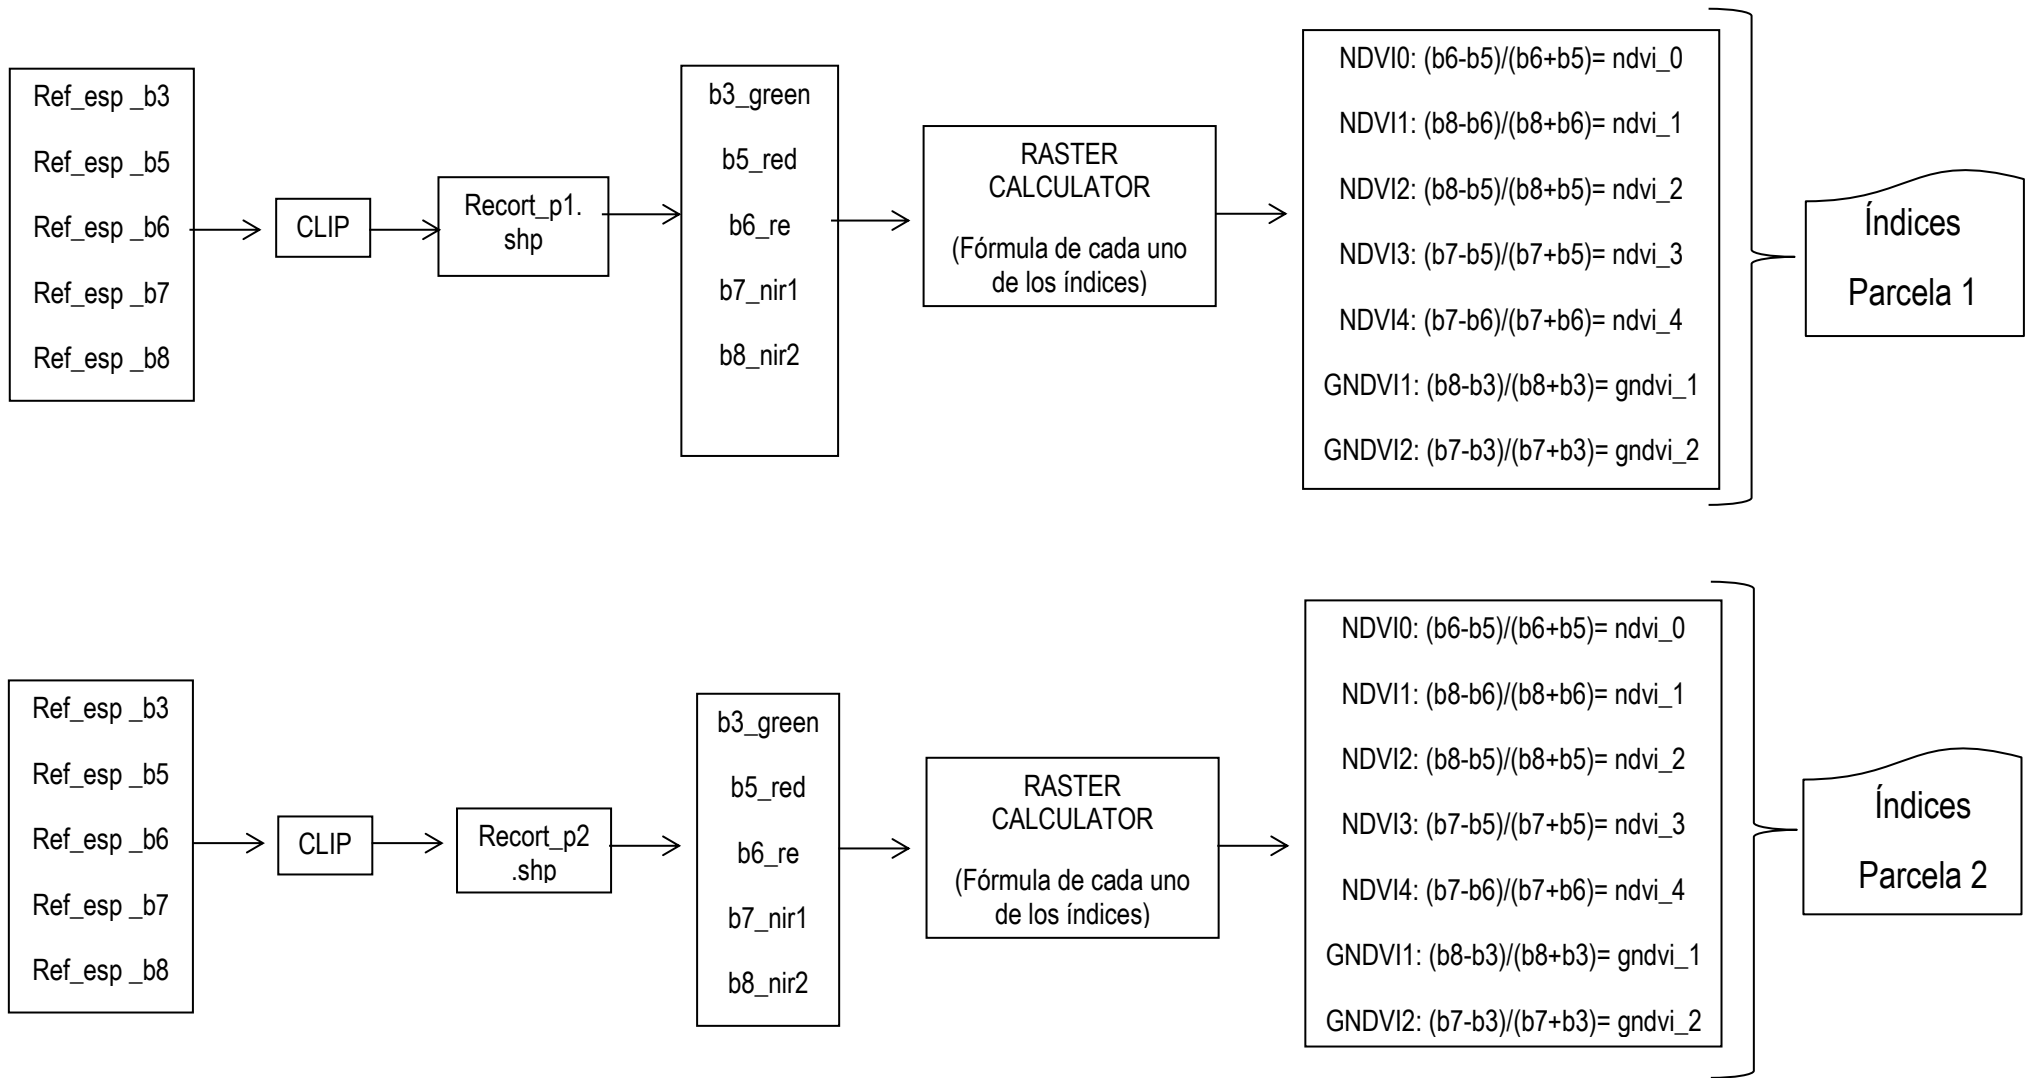 Ref_esp _b3
Ref_esp _b5
Ref_esp _b6
Ref_esp _b7
Ref_esp _b8
CLIP
Recort_p1.
shp
b3_green
b5_red
b6_re
b7_nir1
b8_nir2
RASTER
CALCULATOR
(Fórmula de cada uno
de los índices)
NDVI0: (b6-b5)/(b6+b5)= ndvi_0
NDVI1: (b8-b6)/(b8+b6)= ndvi_1
NDVI2: (b8-b5)/(b8+b5)= ndvi_2
NDVI3: (b7-b5)/(b7+b5)= ndvi_3
NDVI4: (b7-b6)/(b7+b6)= ndvi_4
GNDVI1: (b8-b3)/(b8+b3)= gndvi_1
GNDVI2: (b7-b3)/(b7+b3)= gndvi_2
Índices
Parcela 1
Ref_esp _b3
Ref_esp _b5
Ref_esp _b6
Ref_esp _b7
Ref_esp _b8
CLIP
Recort_p2
.shp
b3_green
b5_red
b6_re
b7_nir1
b8_nir2
RASTER
CALCULATOR
(Fórmula de cada uno
de los índices)
NDVI0: (b6-b5)/(b6+b5)= ndvi_0
NDVI1: (b8-b6)/(b8+b6)= ndvi_1
NDVI2: (b8-b5)/(b8+b5)= ndvi_2
NDVI3: (b7-b5)/(b7+b5)= ndvi_3
NDVI4: (b7-b6)/(b7+b6)= ndvi_4
GNDVI1: (b8-b3)/(b8+b3)= gndvi_1
GNDVI2: (b7-b3)/(b7+b3)= gndvi_2
Índices
Parcela 2